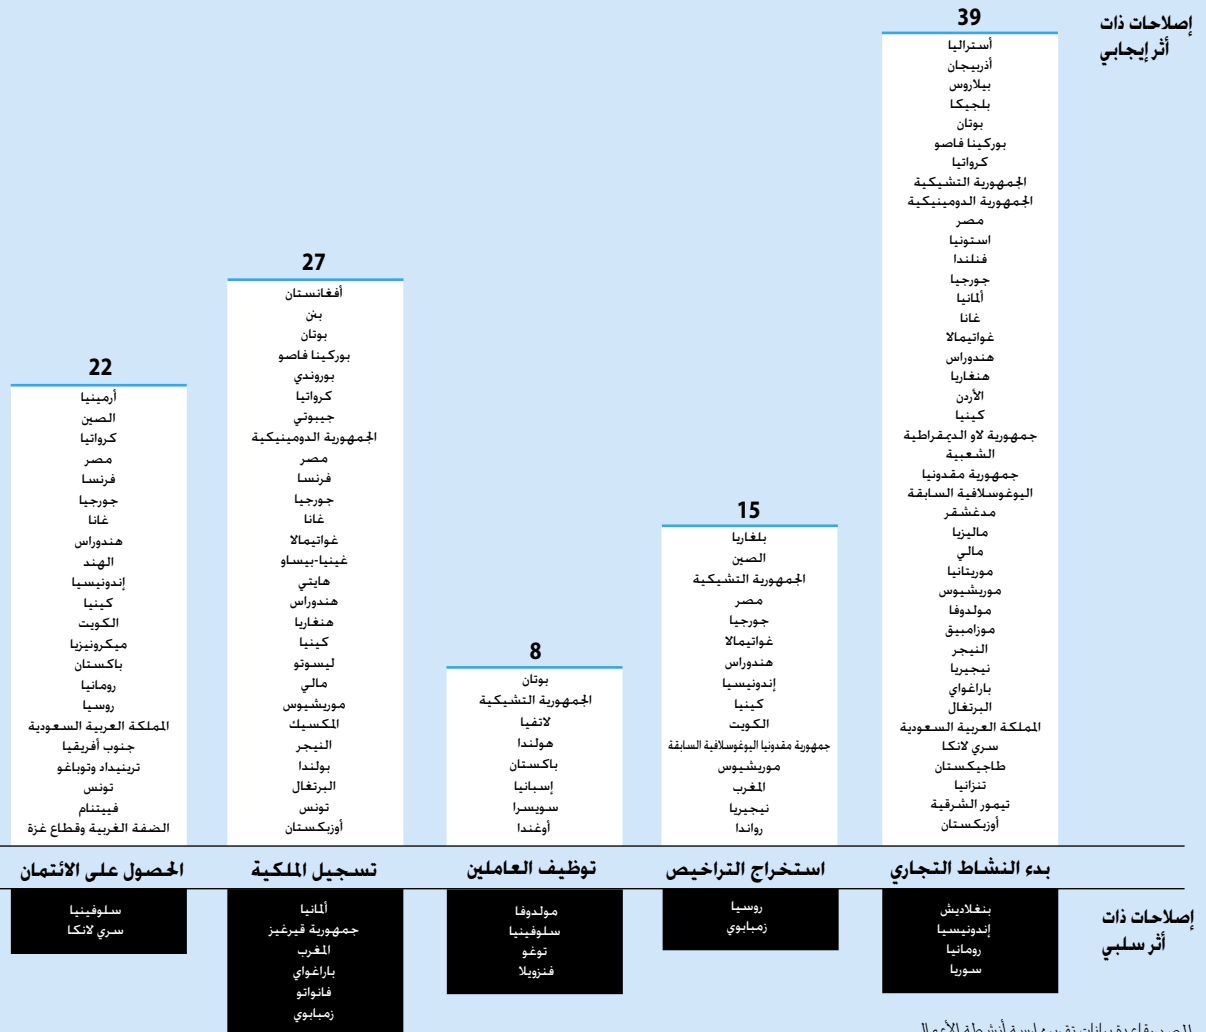 إصلاحات ذات
أثر إيجابي
39
أستراليا
أذربيجان
بيلاروس
بلجيكا
بوتان
بوركينا فاصو
كرواتيا
الجمهورية التشيكية
الجمهورية الدومينيكية
مصر
استونيا
فنلندا
جورجيا
ألمانيا
غانا
غواتيمالا
هندوراس
هنغاريا
الأردن
كينيا
جمهورية لاو الديمقراطية
الشعبية
جمهورية مقدونيا
اليوغوسلافية السابقة
مدغشقر
ماليزيا
مالي
موريتانيا
موريشيوس
مولدوفا
موزامبيق
النيجر
نيجيريا
باراغواي
البرتغال
المملكة العربية السعودية
سري لانكا
طاجيكستان
تنزانيا
تيمور الشرقية
أوزبكستان
15
بلغاريا
الصين
الجمهورية التشيكية
مصر
جورجيا
غواتيمالا
هندوراس
إندونيسيا
كينيا
الكويت
جمهورية مقدونيا اليوغوسلافية السابقة
موريشيوس
المغرب
نيجيريا
رواندا
8
بوتان
الجمهورية التشيكية
لاتفيا
هولندا
باكستان
إسبانيا
سويسرا
أوغندا
27
أفغانستان
بنن
بوتان
بوركينا فاصو
بوروندي
كرواتيا
جيبوتي
الجمهورية الدومينيكية
مصر
فرنسا
جورجيا
غانا
غواتيمالا
غينيا-بيساو
هايتي
هندوراس
هنغاريا
كينيا
ليسوتو
مالي
موريشيوس
المكسيك
النيجر
بولندا
البرتغال
تونس
أوزبكستان
22
أرمينيا
الصين
كرواتيا
مصر
فرنسا
جورجيا
غانا
هندوراس
الهند
إندونيسيا
كينيا
الكويت
ميكرونيزيا
باكستان
رومانيا
روسيا
المملكة العربية السعودية
جنوب أفريقيا
ترينيداد وتوباغو
تونس
فييتنام
الضفة الغربية وقطاع غزة
بدء النشاط التجاري
استخراج التراخيص
توظيف العاملين
تسجيل الملكية
الحصول على الائتمان
إصلاحات ذات
أثر سلبي
بنغلاديش
إندونيسيا
رومانيا
سوريا
روسيا
زمبابوي
مولدوفا
سلوفينيا
توغو
فنزويلا
ألمانيا
جمهورية قيرغيز
المغرب
باراغواي
فانواتو
زمبابوي
سلوفينيا
سري لانكا